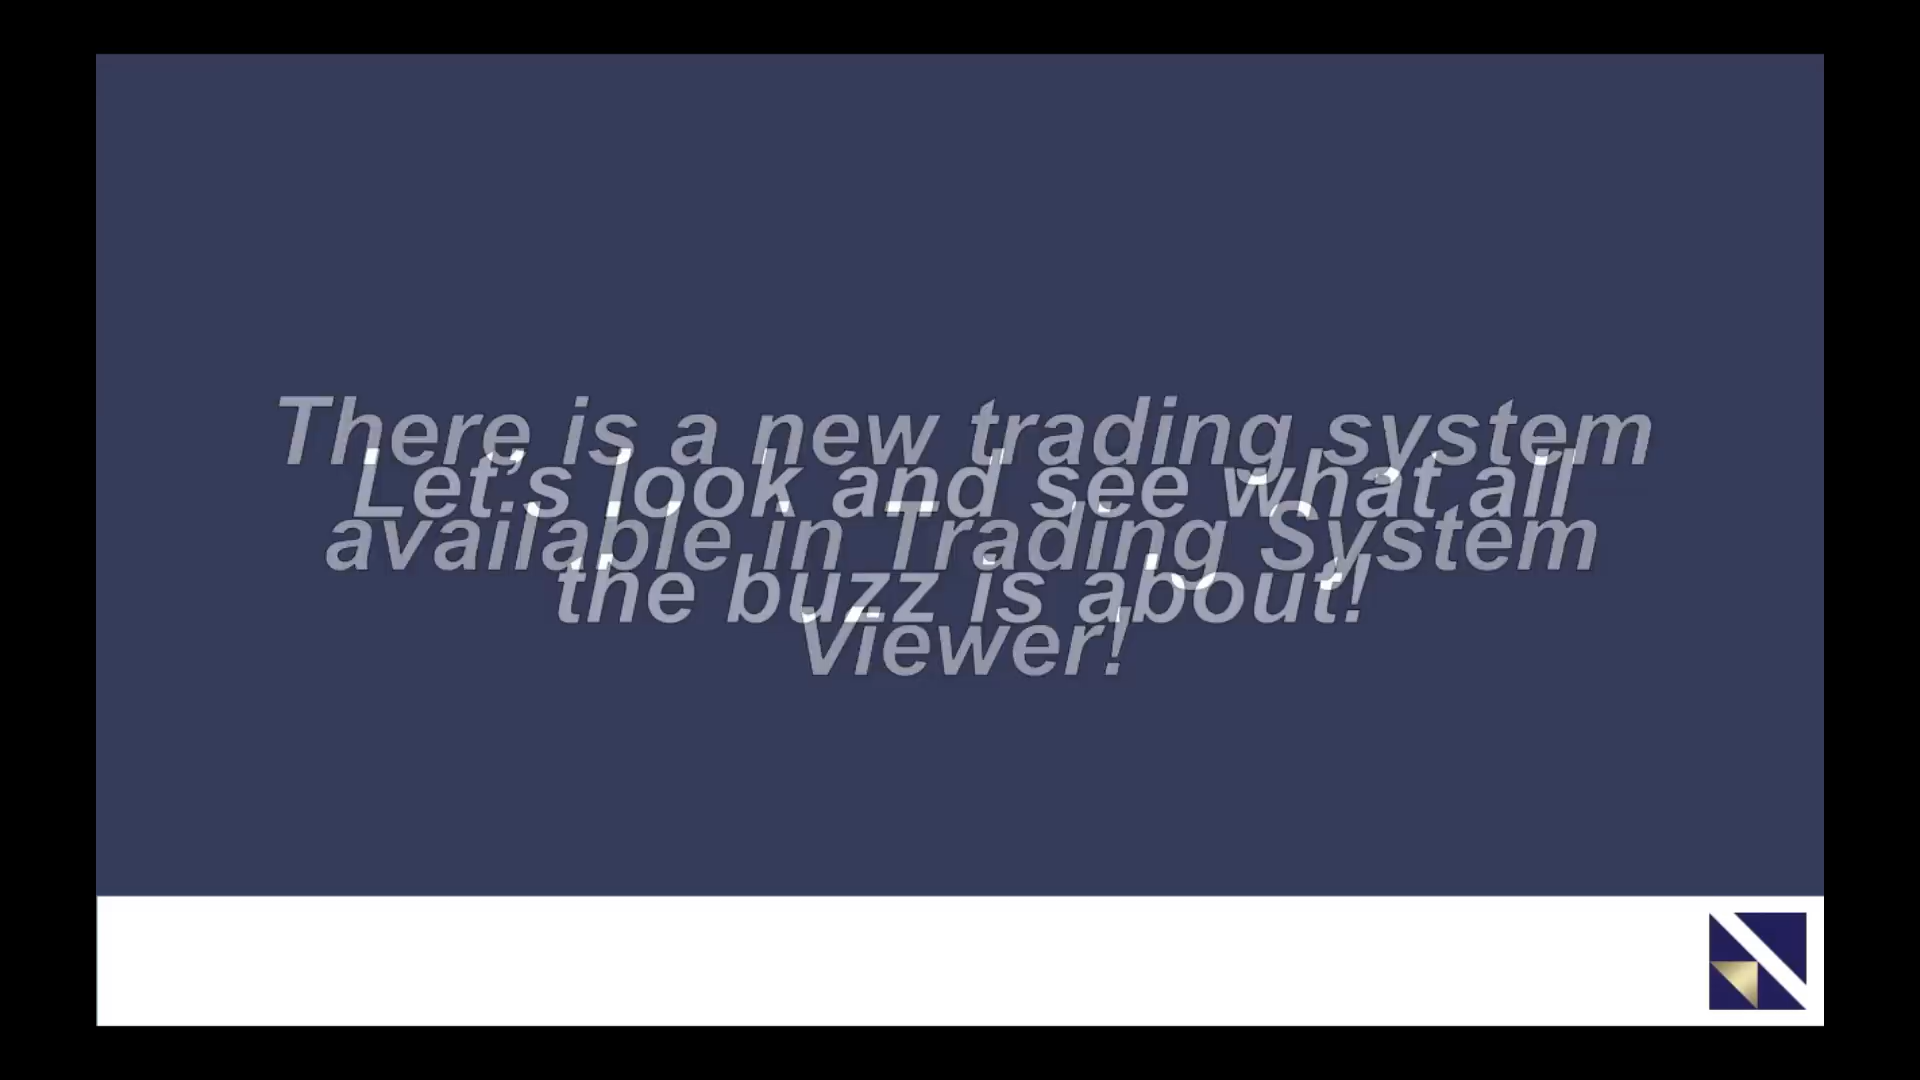 There is a new trading system
available in Trading System
Viewer!
Let's look and see what all
the buzz is about!